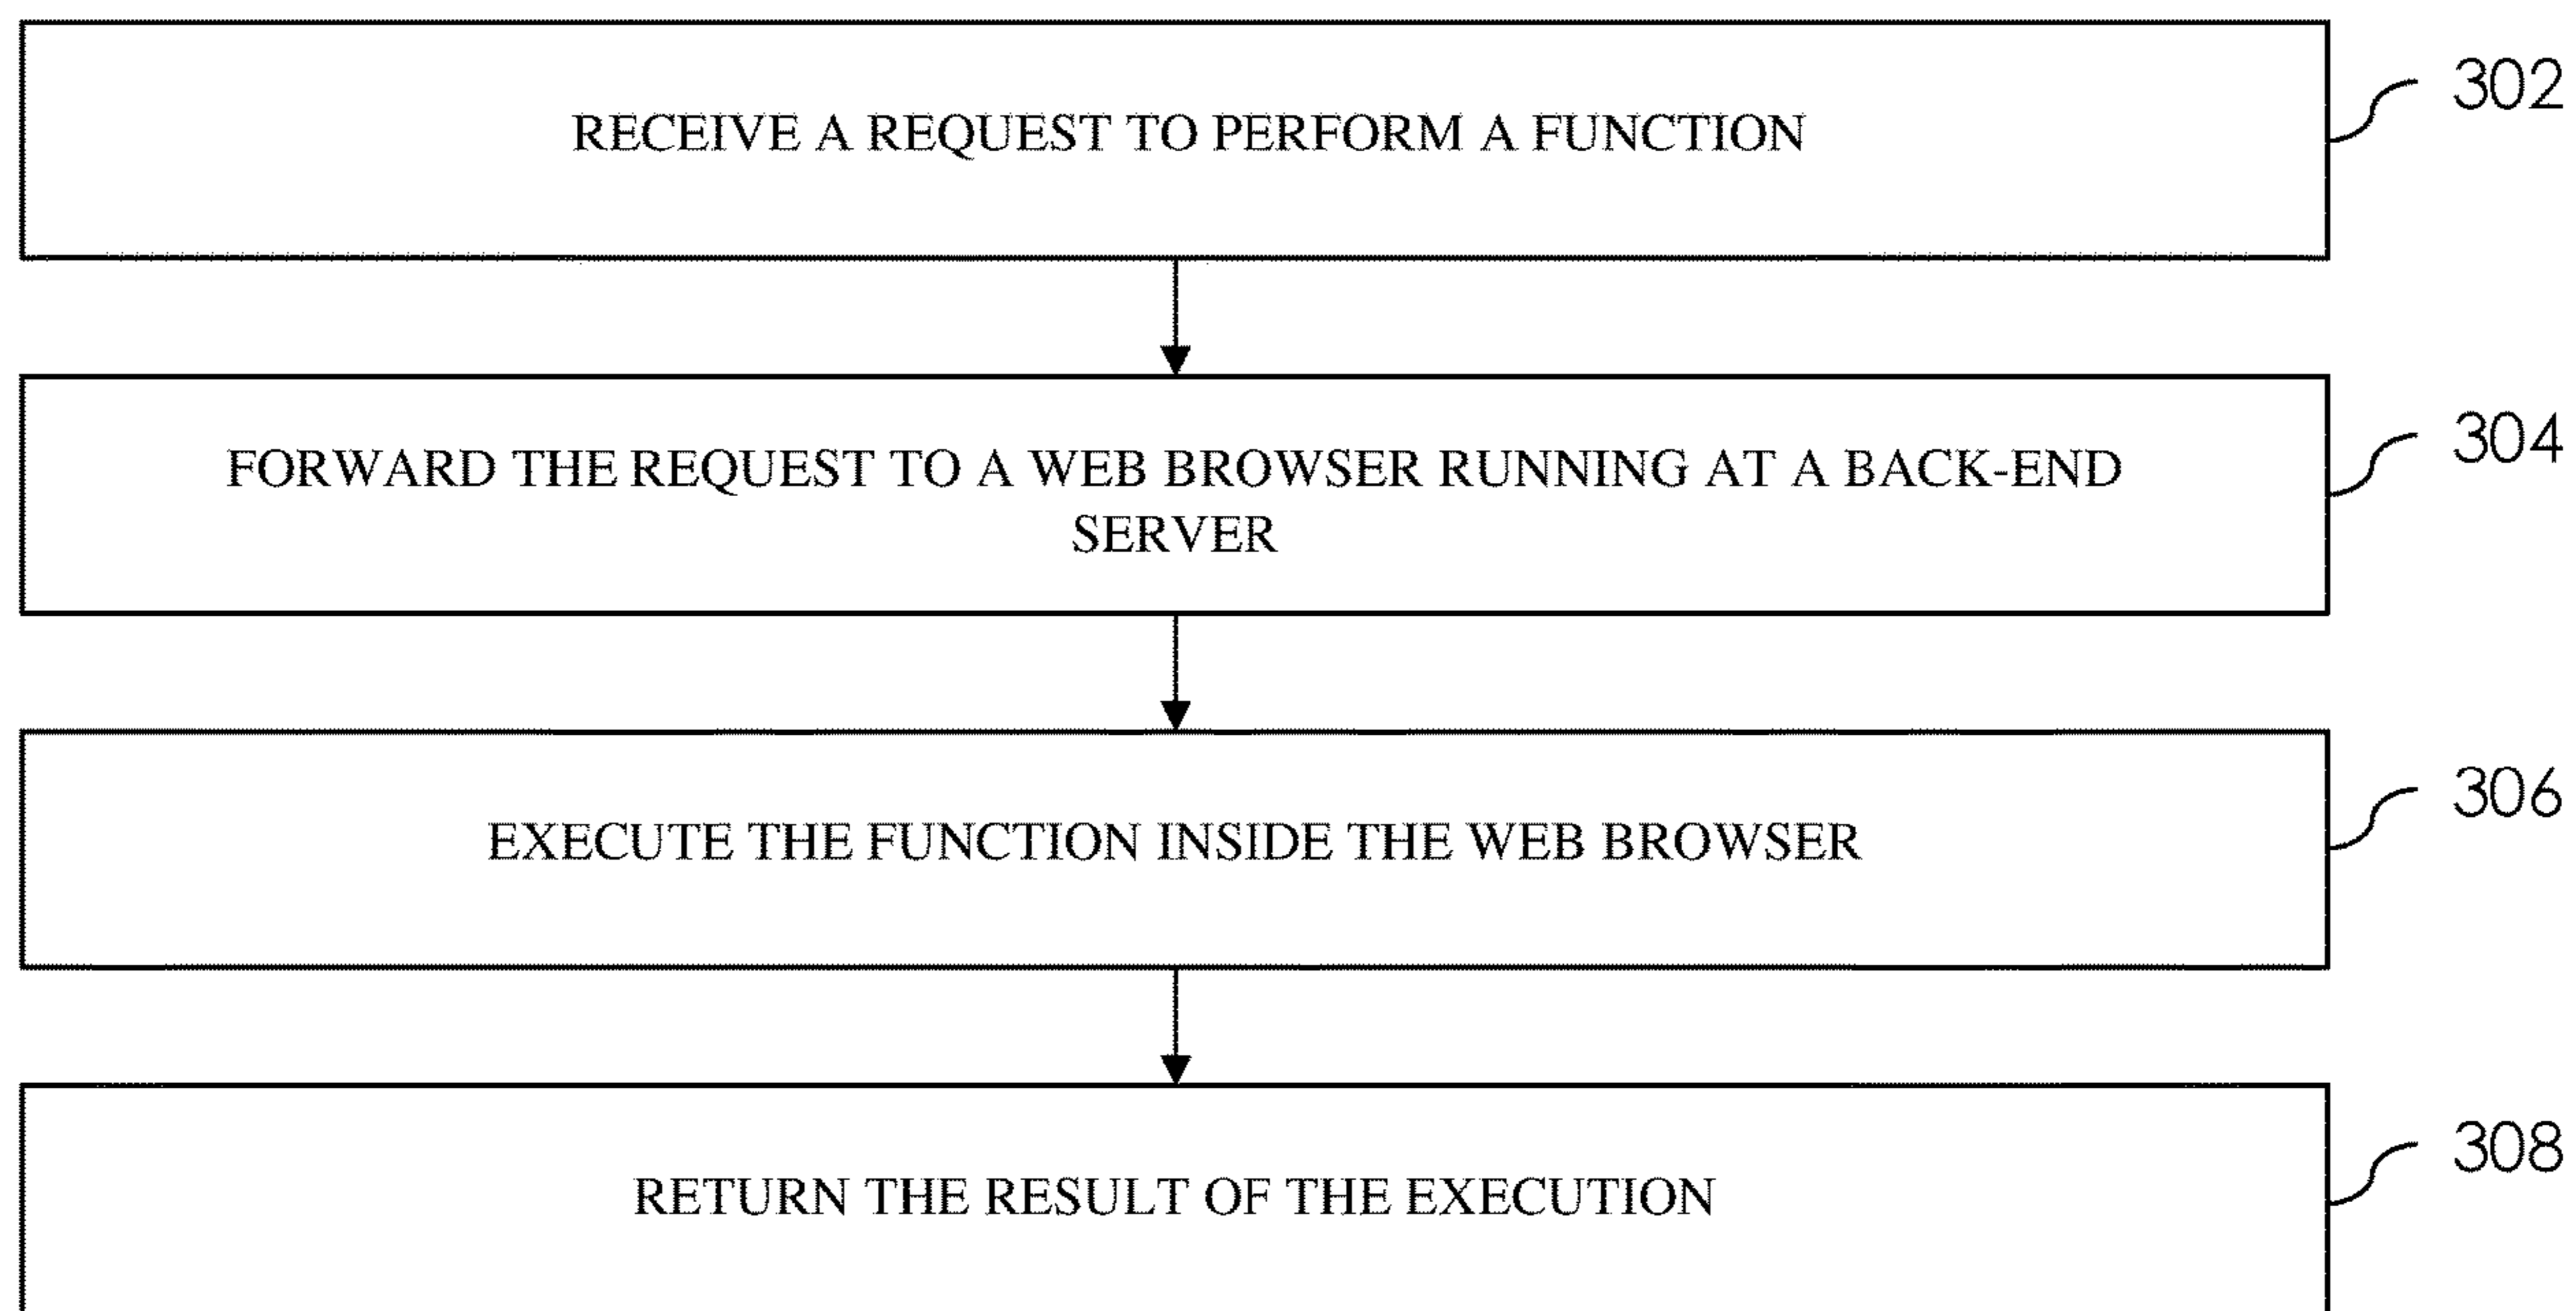 RECEIVE A REQUEST TO PERFORM A FUNCTION
302
FORWARD THE REQUEST TO A WEB BROWSER RUNNING AT A BACK-END
SERVER
304
EXECUTE THE FUNCTION INSIDE THE WEB BROWSER
306
RETURN THE RESULT OF THE EXECUTION
308